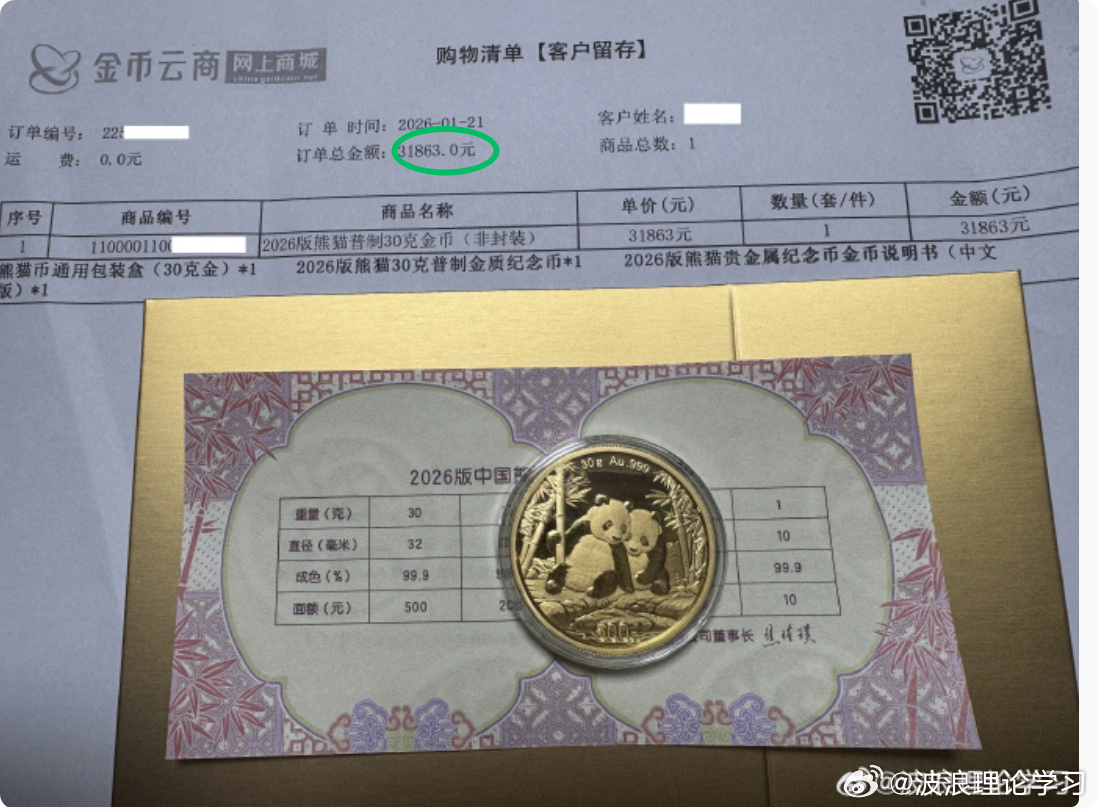 金币云商 网上商城
china goldcoin net
购物清单【客户留存】
订单编号: 225
订单时间: 2026-01-21
客户姓名:
运费: 0.0元
订单总金额: 31863.0元
商品总数: 1
序号 商品编号 商品名称 单价(元) 数量(套/件) 金额(元)
1 110000110 2026版熊猫普制30克金币(非封装) 31863元 1 31863元
熊猫币通用包装盒(30克金)*1 2026版熊猫30克普制金质纪念币*1 2026版熊猫贵金属纪念币金币说明书(中文
版)*1
2026版中国熊
重量(克) 30 1
直径(毫米) 32 10
成色(%) 99.9 99.9
面额(元) 500 20 10
司董事长
30g Au.999
500元
@波浪理论学习